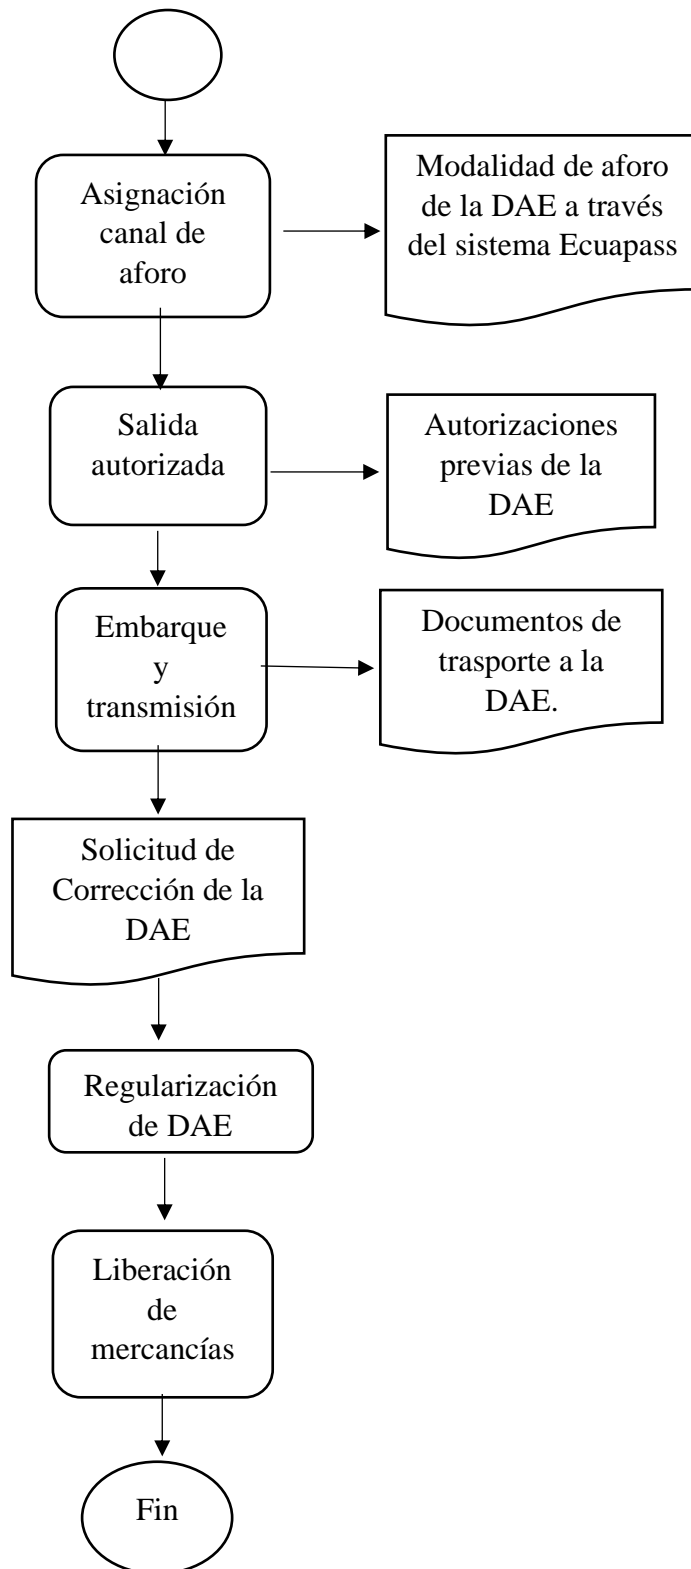 Asignación
canal de
aforo
Modalidad de aforo
de la DAE a través
del sistema Ecuapass
Salida
autorizada
Autorizaciones
previas de la
DAE
Embarque
y
transmisión
Documentos de
trasporte a la
DAE.
Solicitud de
Corrección de la
DAE
Regularización
de DAE
Liberación
de
mercancías
Fin